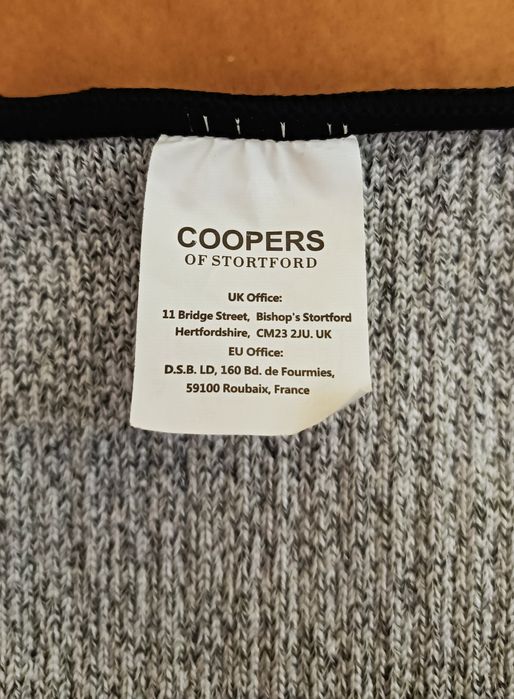 COOPERS
OF STORTFORD
UK Office:
11 Bridge Street, Bishop's Stortford
Hertfordshire, CM23 2JU. UK
EU Office:
D.S.B. LD, 160 Bd. de Fourmies,
59100 Roubaix, France